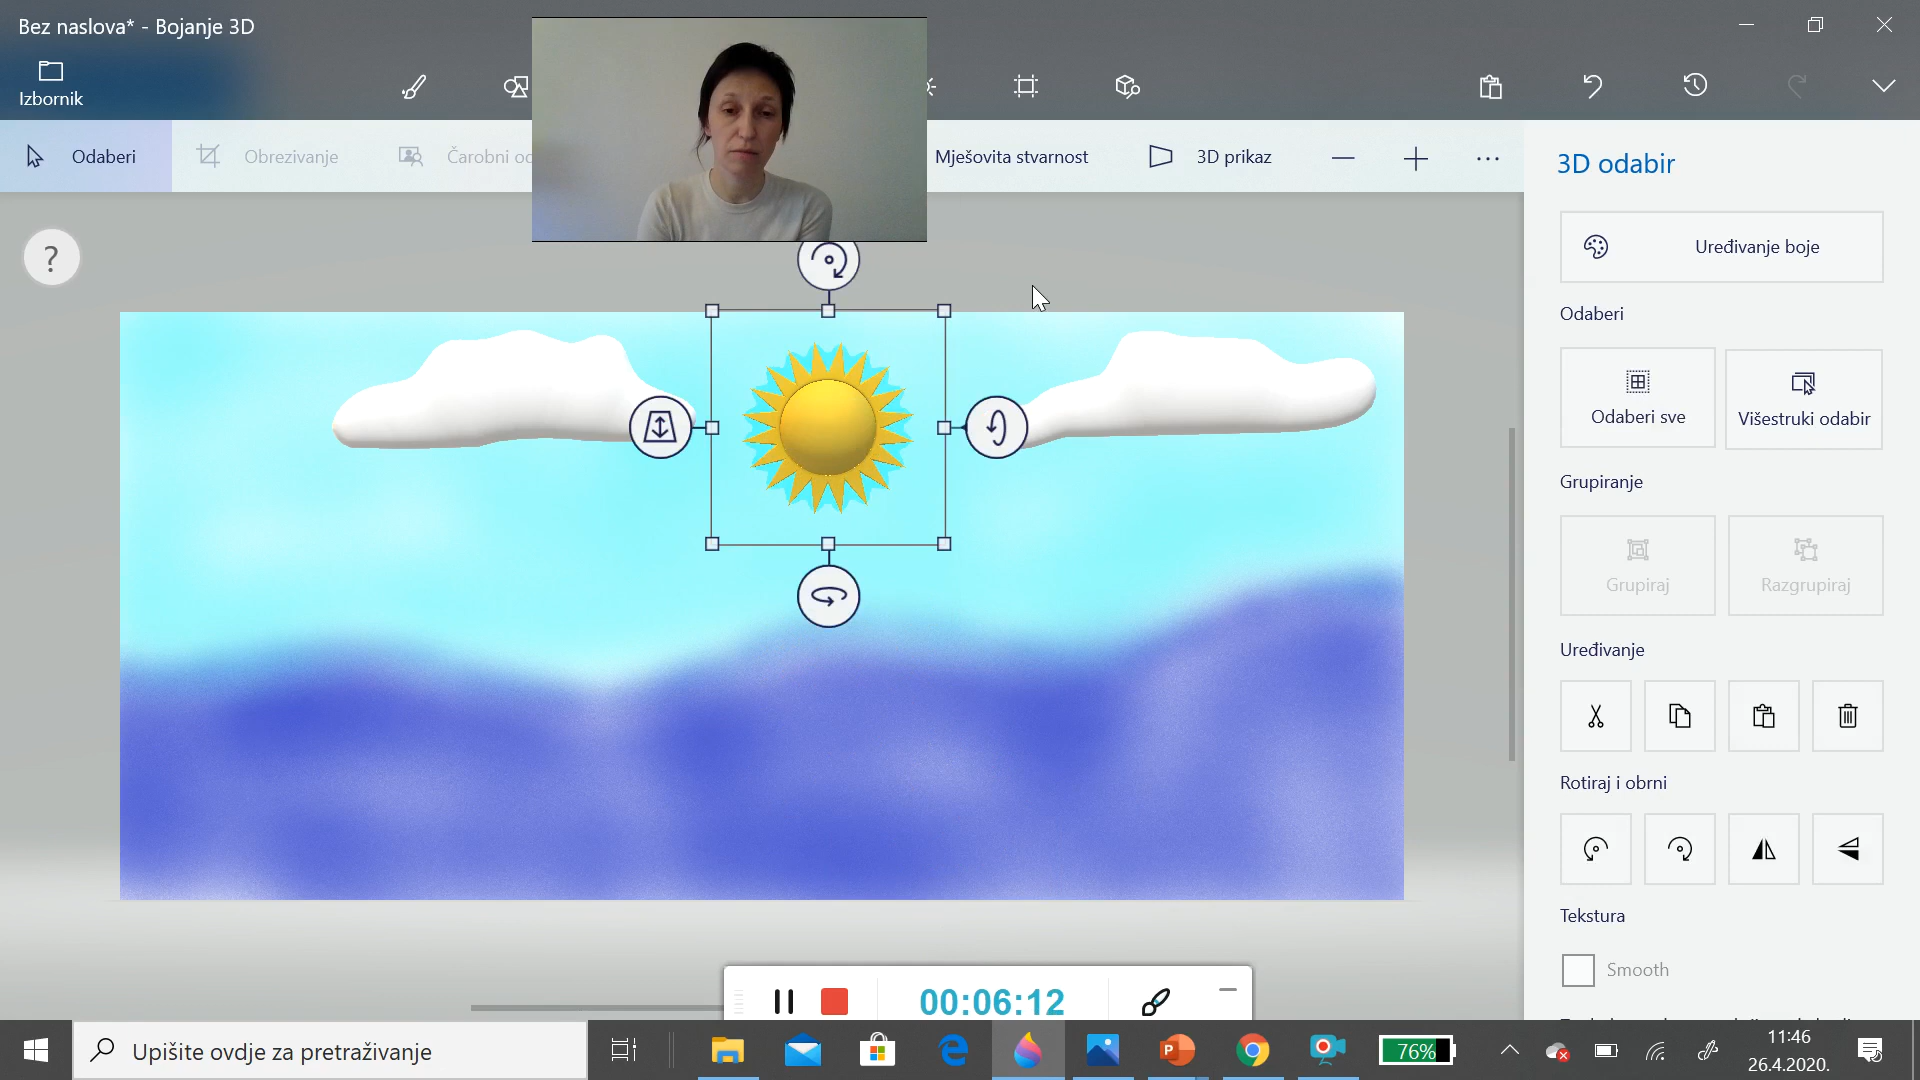 Bez naslova* - Bojanje 3D
Izbornik
Odaberi
Obrezivanje
Čarobni
Mješovita stvarnost
3D prikaz
3D odabir
Uređivanje boje
Odaberi
Odaberi sve
Višestruki odabir
Grupiranje
Grupiraj
Razgrupiraj
Uređivanje
Rotiraj i obrni
Tekstura
Smooth
00:06:12
Upišite ovdje za pretraživanje
76%
11:46
26.4.2020.